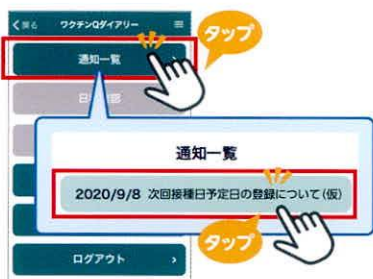 戻る ワクチンQダイアリー
タップ
通知一覧
通知一覧
2020/9/8 次回接種日予定日の登録について(仮)
タップ
ログアウト